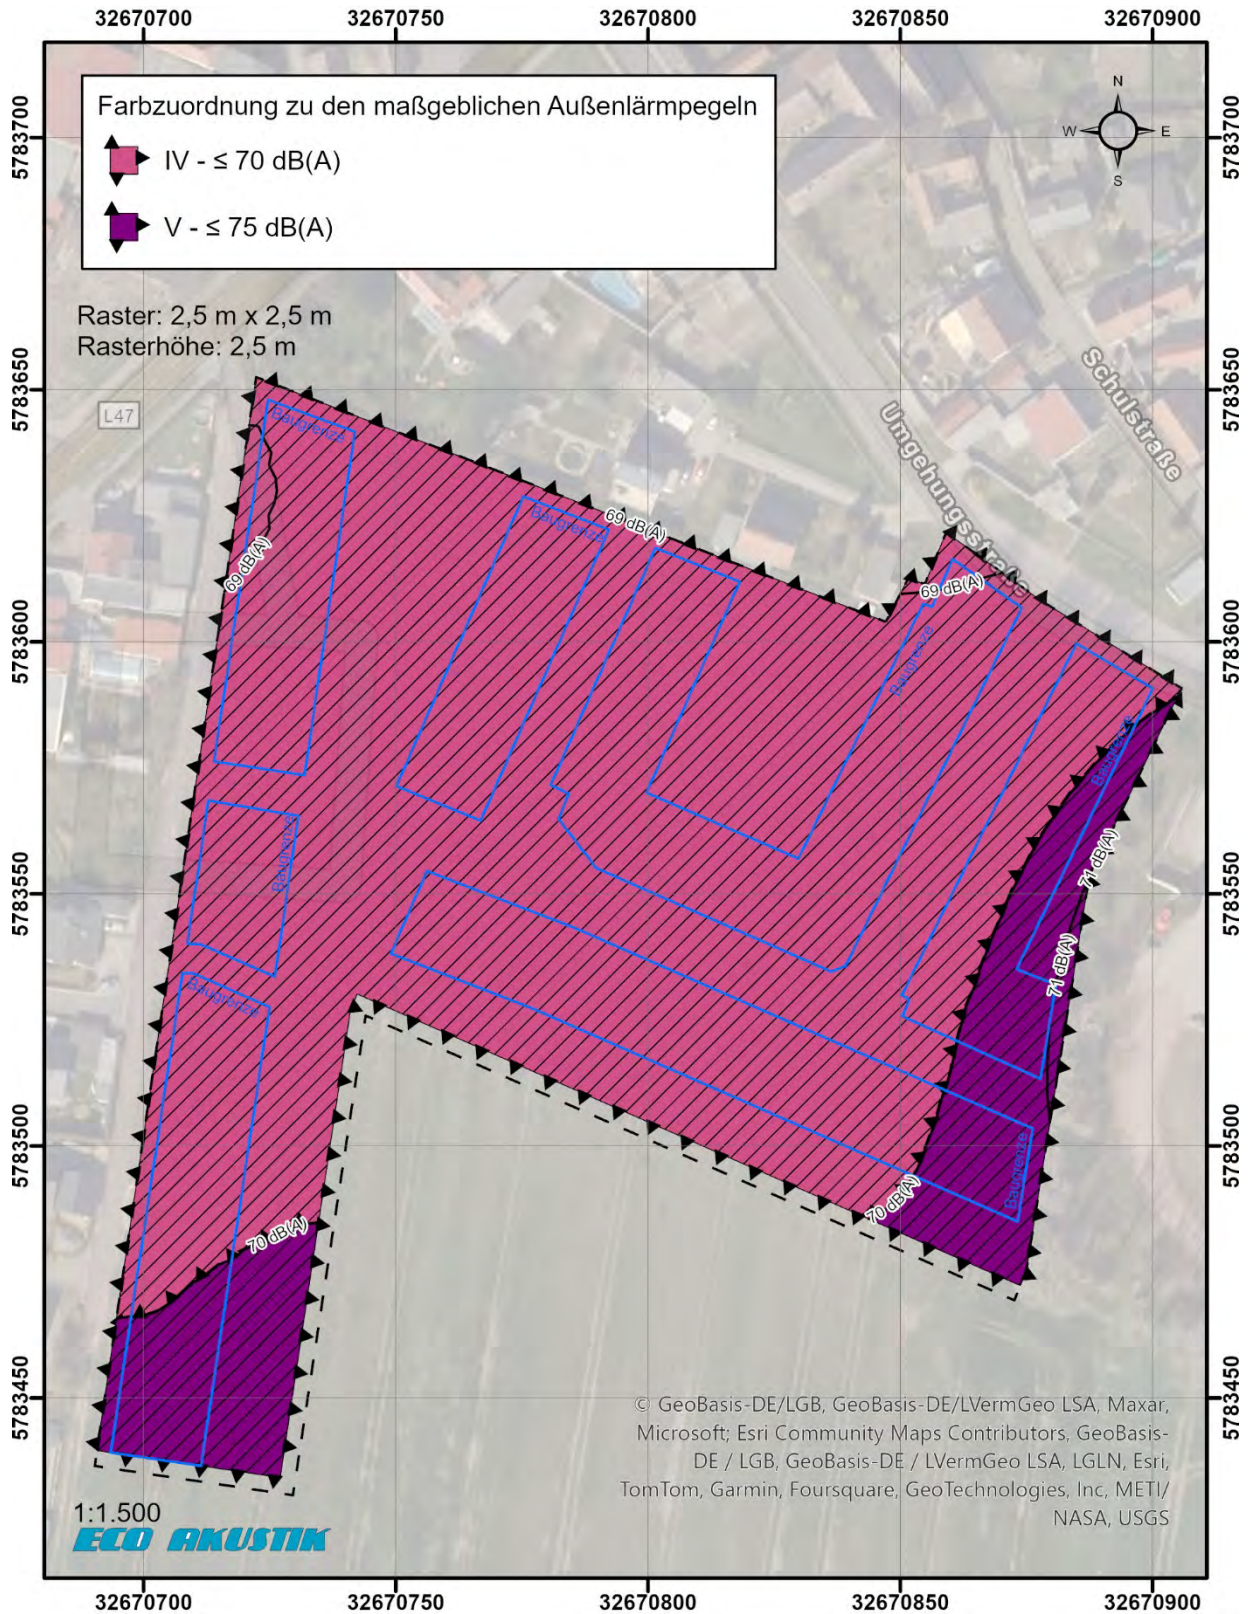 32670700 32670750 32670800 32670850 32670900
Farbzuordnung zu den maßgeblichen Außenlärmpegeln
IV - ≤ 70 dB(A)
V - ≤ 75 dB(A)
N
W E
S
5783700 5783700
Raster: 2,5 m x 2,5 m
Rasterhöhe: 2,5 m
5783650 5783650
L47
Schulstraße
Umgehungsstraße
Baugrenze
Baugrenze
69 dB(A)
69 dB(A)
69 dB(A)
5783600 5783600
Baugrenze
Baugrenze
71 dB(A)
Baugrenze
5783550 5783550
71 dB(A)
Baugrenze
5783500 5783500
Baugrenze
70 dB(A)
70 dB(A)
5783450 5783450
© GeoBasis-DE/LGB, GeoBasis-DE/LVermGeo LSA, Maxar,
Microsoft; Esri Community Maps Contributors, GeoBasis-
DE / LGB, GeoBasis-DE / LVermGeo LSA, LGLN, Esri,
TomTom, Garmin, Foursquare, GeoTechnologies, Inc, METI/
NASA, USGS
1:1.500
ECO AKUSTIK
32670700 32670750 32670800 32670850 32670900